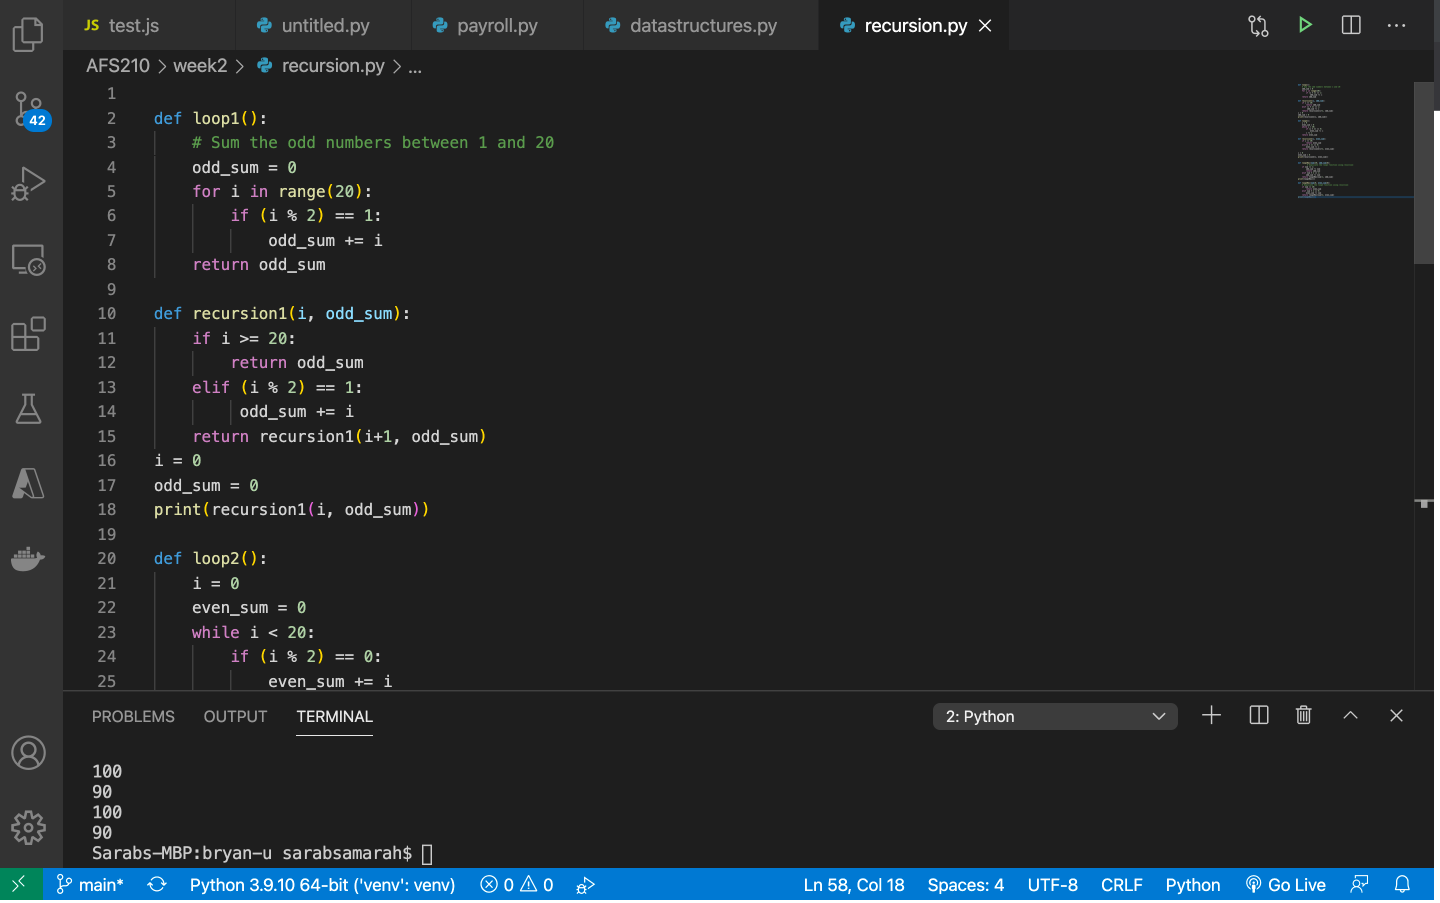 JS test.js untitled.py payroll.py datastructures.py recursion.py
AFS210 > week2 > recursion.py > ...
1
2 def loop1():
3 # Sum the odd numbers between 1 and 20
4 odd_sum = 0
5 for i in range(20):
6 if (i % 2) == 1:
7 odd_sum += i
8 return odd_sum
9
10 def recursion1(i, odd_sum):
11 if i >= 20:
12 return odd_sum
13 elif (i % 2) == 1:
14 odd_sum += i
15 return recursion1(i+1, odd_sum)
16 i = 0
17 odd_sum = 0
18 print(recursion1(i, odd_sum))
19
20 def loop2():
21 i = 0
22 even_sum = 0
23 while i < 20:
24 if (i % 2) == 0:
25 even_sum += i
42
PROBLEMS OUTPUT TERMINAL 2: Python
100
90
100
90
Sarabs-MBP:bryan-u sarabsamarah$
main* Python 3.9.10 64-bit ('venv': venv) 0 0 Ln 58, Col 18 Spaces: 4 UTF-8 CRLF Python Go Live